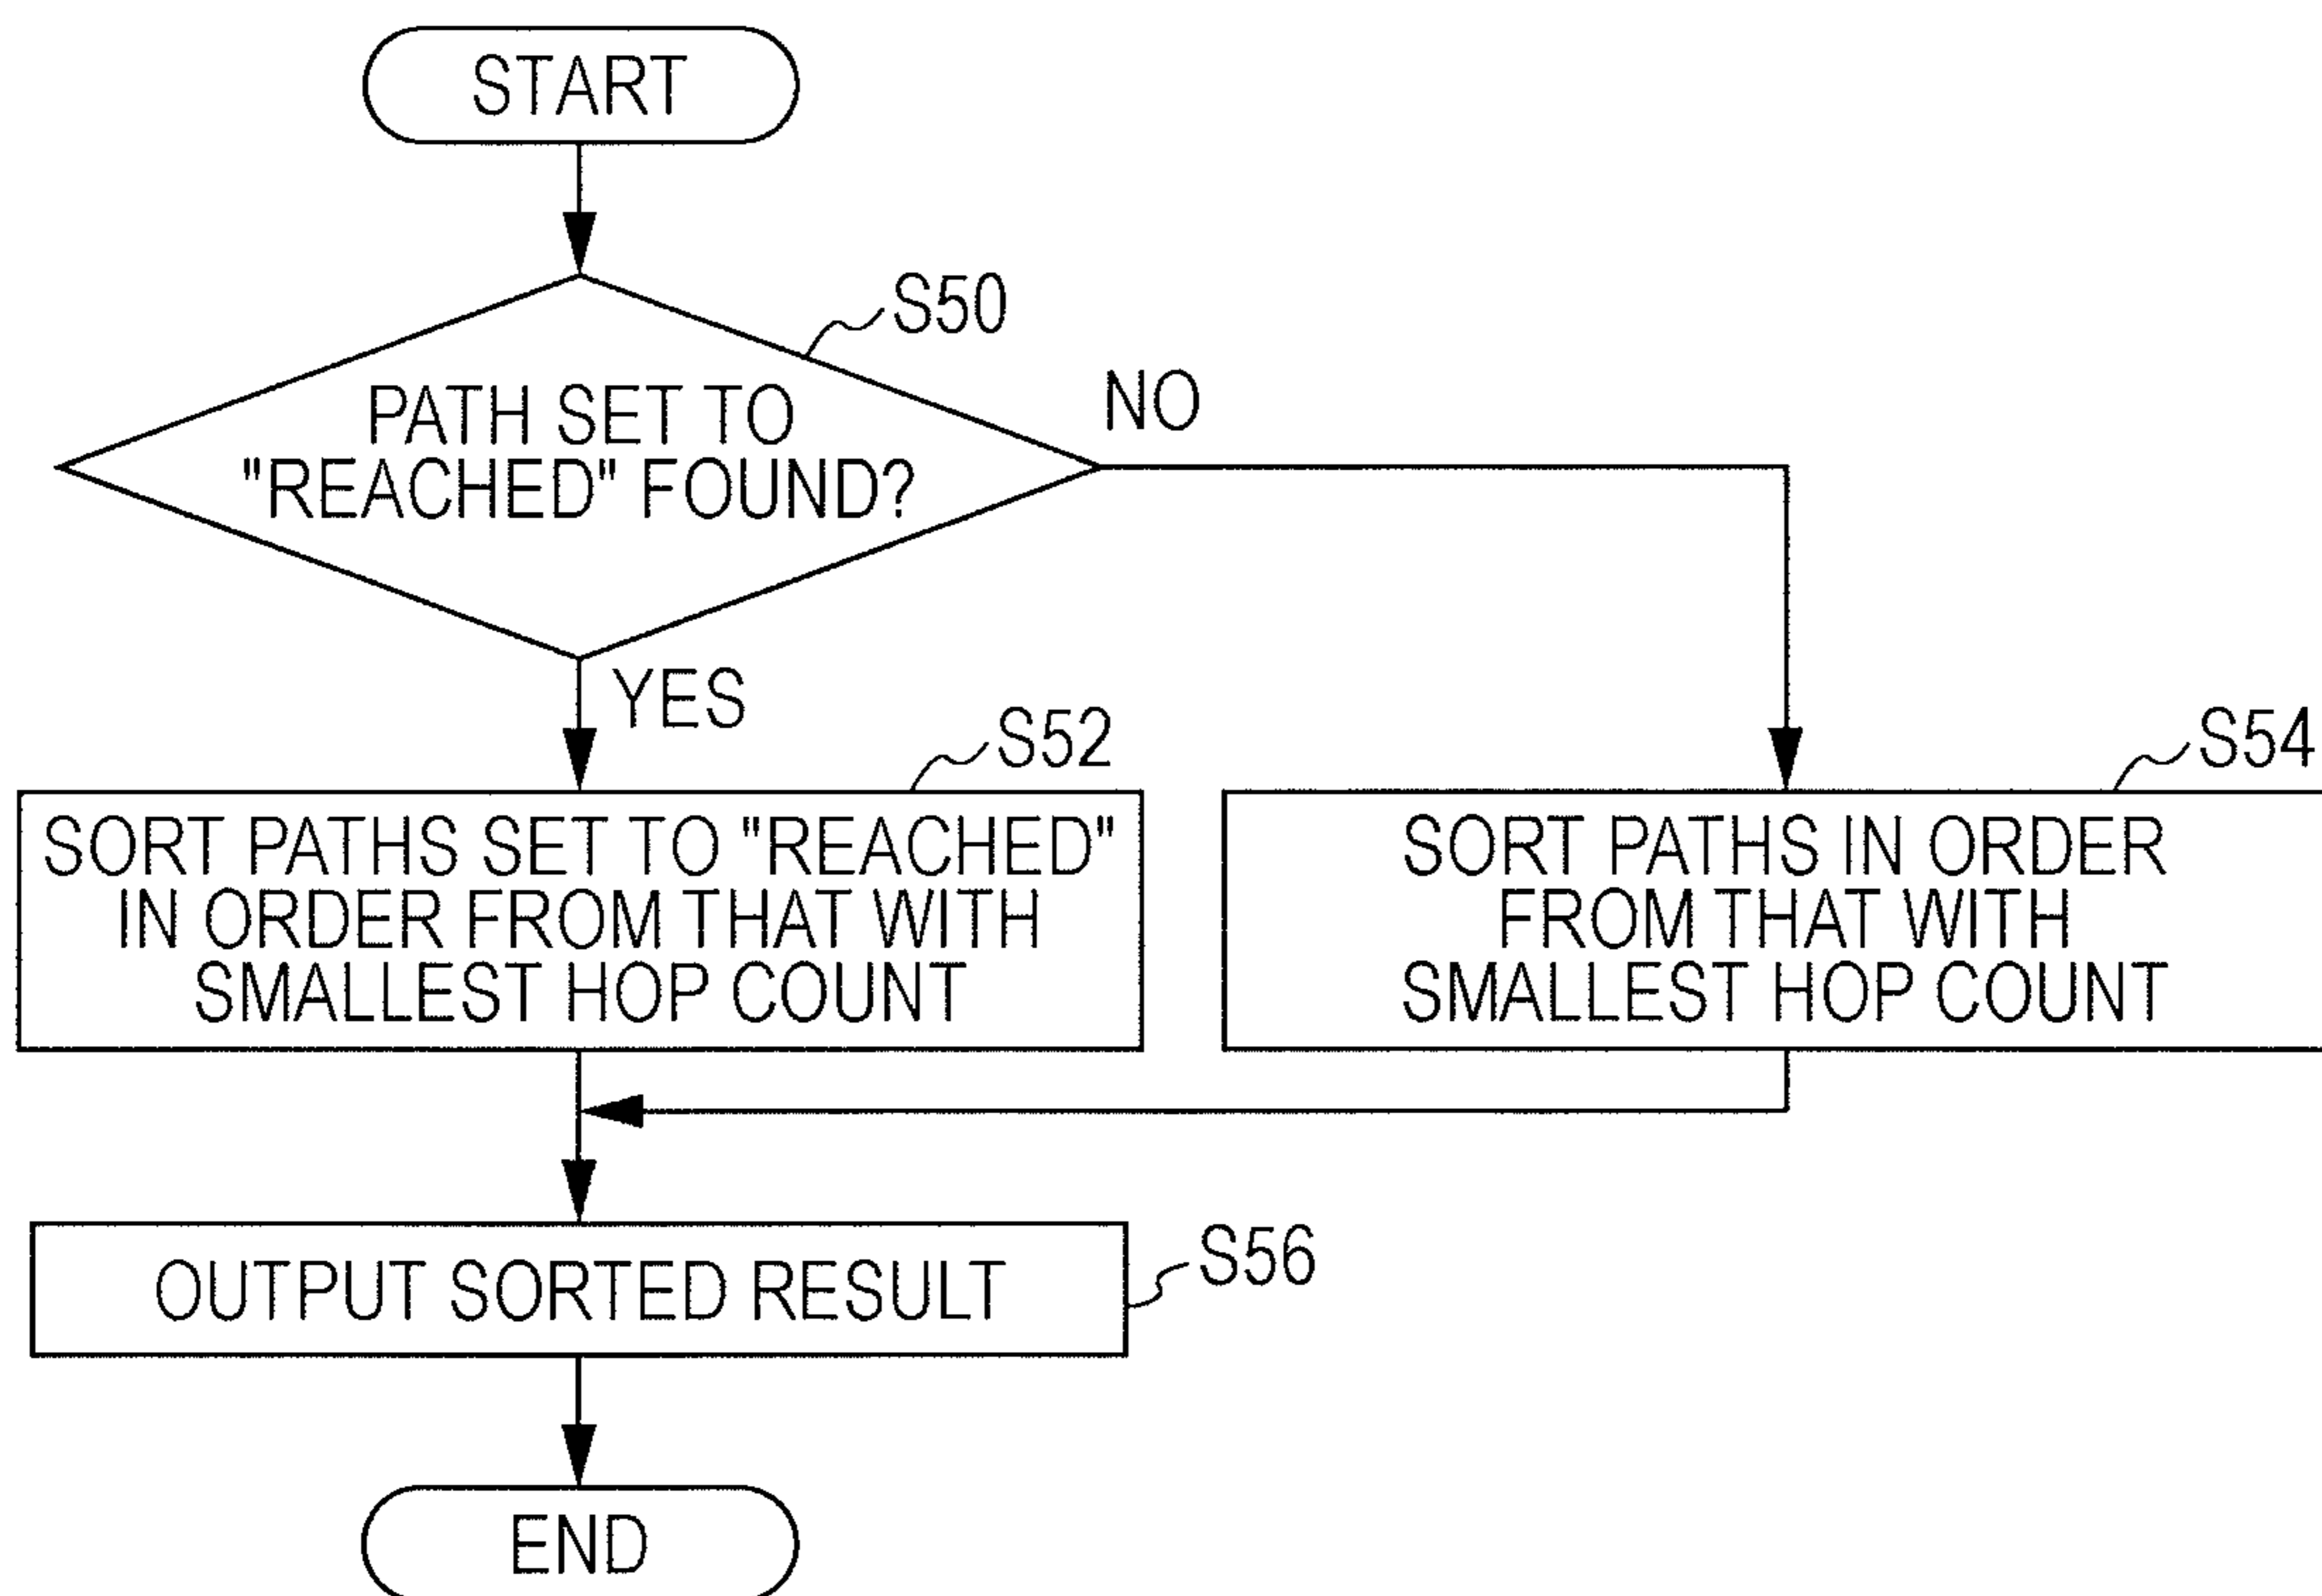 START
S50
PATH SET TO
"REACHED" FOUND?
NO
YES
S52
SORT PATHS SET TO "REACHED"
IN ORDER FROM THAT WITH
SMALLEST HOP COUNT
S54
SORT PATHS IN ORDER
FROM THAT WITH
SMALLEST HOP COUNT
OUTPUT SORTED RESULT
S56
END